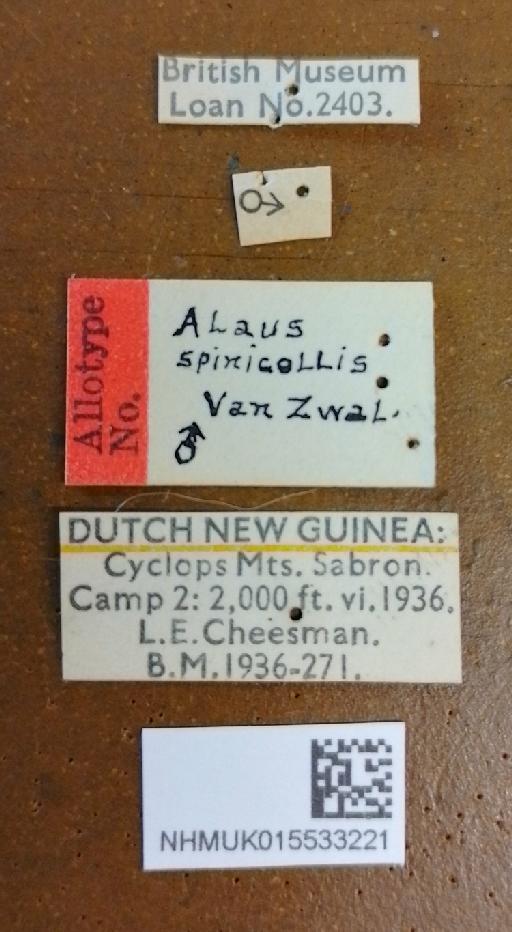 British Museum
Loan No.2403.
♂
Allotype
No.
Alaus
spinicollis
Van Zwal.
♂
DUTCH NEW GUINEA:
Cyclops Mts. Sabron.
Camp 2: 2,000 ft. vi.1936.
L.E.Cheesman.
B.M.1936-271.
NHMUK015533221